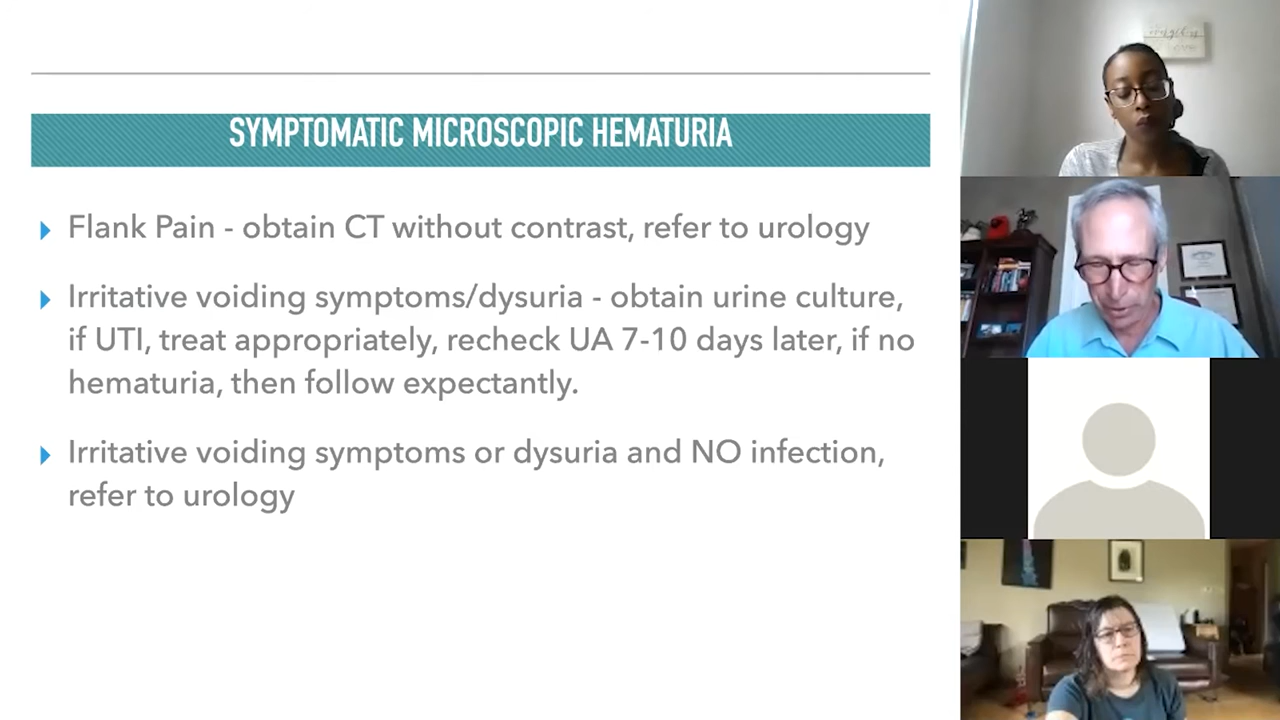 SYMPTOMATIC MICROSCOPIC HEMATURIA
Flank Pain - obtain CT without contrast, refer to urology
Irritative voiding symptoms/dysuria - obtain urine culture,
if UTI, treat appropriately, recheck UA 7-10 days later, if no
hematuria, then follow expectantly.
Irritative voiding symptoms or dysuria and NO infection,
refer to urology